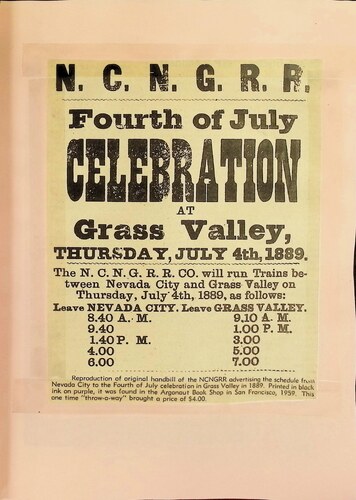 N. C. N. G. R. R.
Fourth of July
CELEBRATION
AT
Grass Valley,
THURSDAY, JULY 4th, 1889.
The N. C. N. G. R. R. CO. will run Trains be-
tween Nevada City and Grass Valley on
Thursday, July 4th, 1889, as follows:
Leave NEVADA CITY. Leave GRASS VALLEY.
8.40 A. M. 9.10 A. M.
9.40 1.00 P. M.
1.40 P. M. 3.00
4.00 5.00
6.00 7.00
Reproduction of original handbill of the NCNGRR advertising the schedule from
Nevada City to the Fourth of July celebration in Grass Valley in 1889. Printed in black
ink on purple, it was found in the Argonaut Book Shop in San Francisco, 1959. This
one time "throw-a-way" brought a price of $4.00.